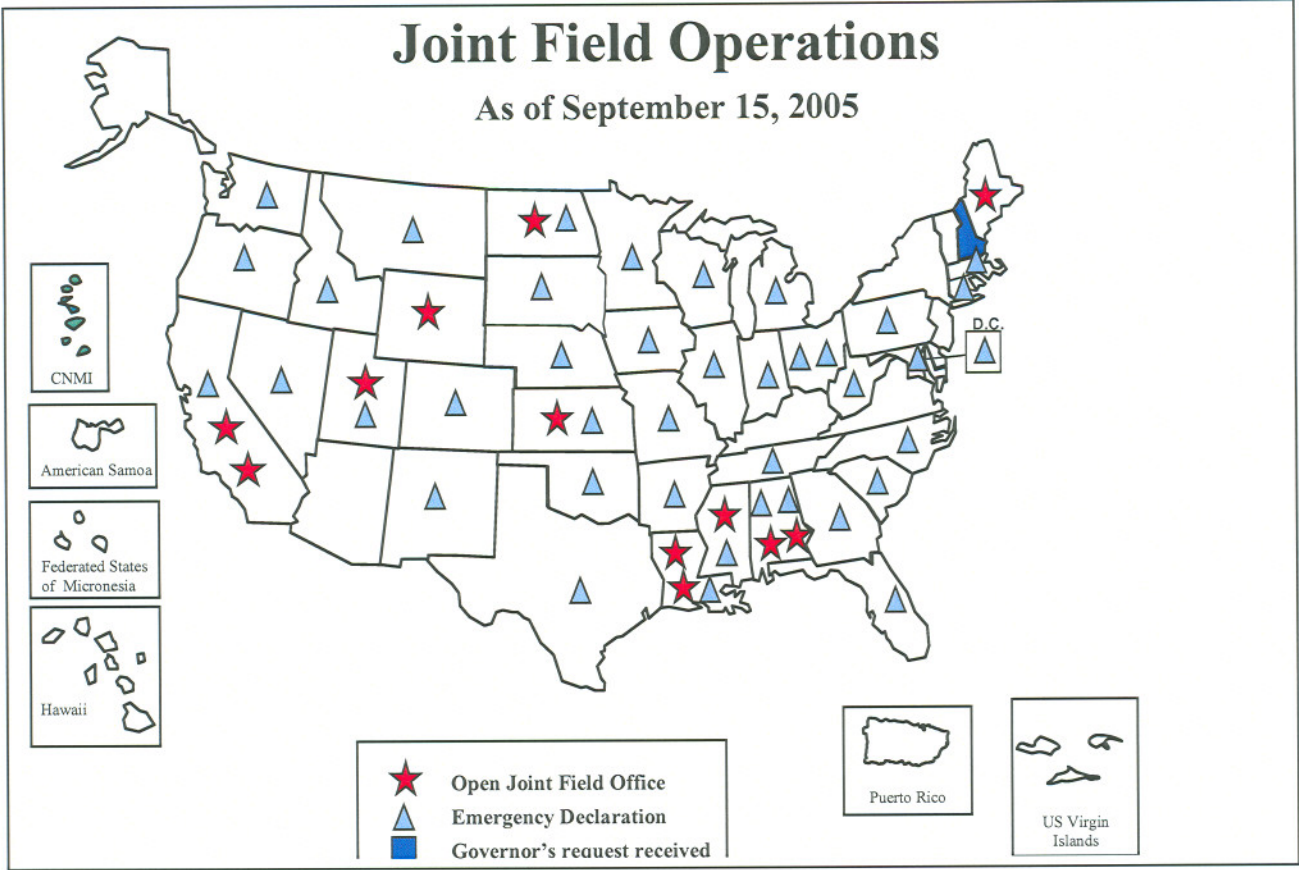 Joint Field Operations
As of September 15, 2005
D.C.
CNMI
American Samoa
Federated States
of Micronesia
Hawaii
Open Joint Field Office
Emergency Declaration
Governor's request received
Puerto Rico
US Virgin
Islands